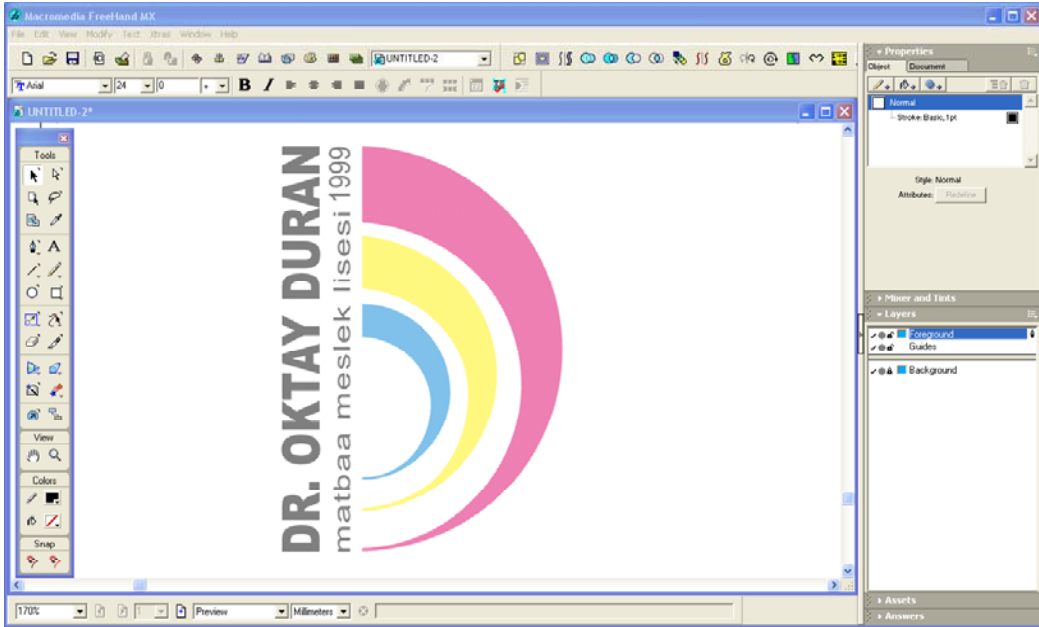 Macromedia FreeHand MX
File Edit View Modify Text Xtras Window Help
UNTITLED-2
Arial 24 0
UNTITLED-2*
Tools
View
Colors
Snap
DR. OKTAY DURAN
matbaa meslek lisesi 1999
170% 1 Preview Millimeters
Properties
Object Document
Normal
Stroke: Basic, 1pt
Style: Normal
Attributes: Redefine
Mixer and Tints
Layers
Foreground
Guides
Background
Assets
Answers